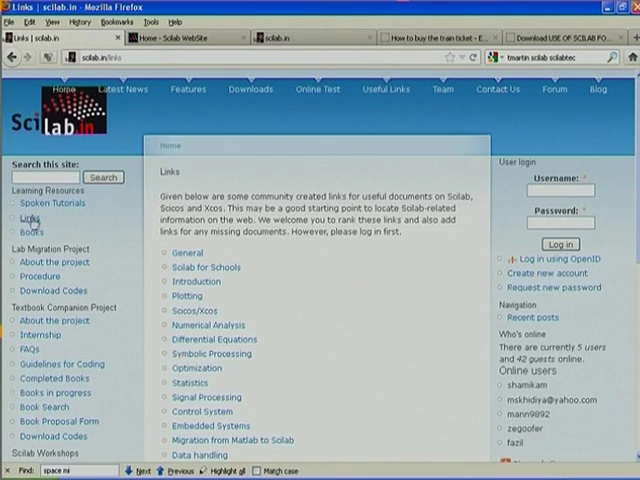 Links | scilab.in - Mozilla Firefox
File Edit View History Bookmarks Tools Help
Links | scilab.in
Home - Scilab WebSite
scilab.in
How to buy the train ticket - E...
Download USE OF SCILAB FO...
scilab.in/links
tmartin scilab scilabtec
Home Latest News Features Downloads Online Test Useful Links Team Contact Us Forum Blog
Scilab.in
Home
Search this site:
Search
Learning Resources
Spoken Tutorials
Links
Books
Lab Migration Project
About the project
Procedure
Download Codes
Textbook Companion Project
About the project
Internship
FAQs
Guidelines for Coding
Completed Books
Books in progress
Book Search
Book Proposal Form
Download Codes
Scilab Workshops
Links
Given below are some community created links for useful documents on Scilab,
Scicos and Xcos. This may be a good starting point to locate Scilab-related
information on the web. We welcome you to rank these links and also add
links for any missing documents. However, please log in first.
General
Scilab for Schools
Introduction
Plotting
Scicos/Xcos
Numerical Analysis
Differential Equations
Symbolic Processing
Optimization
Statistics
Signal Processing
Control System
Embedded Systems
Migration from Matlab to Scilab
Data handling
User login
Username: *
Password: *
Log in
Log in using OpenID
Create new account
Request new password
Navigation
Recent posts
Who's online
There are currently 5 users
and 42 guests online.
Online users
shamikam
mskhidiya@yahoo.com
mann9892
zegoofer
fazil
Find: space mi Next Previous Highlight all Match case